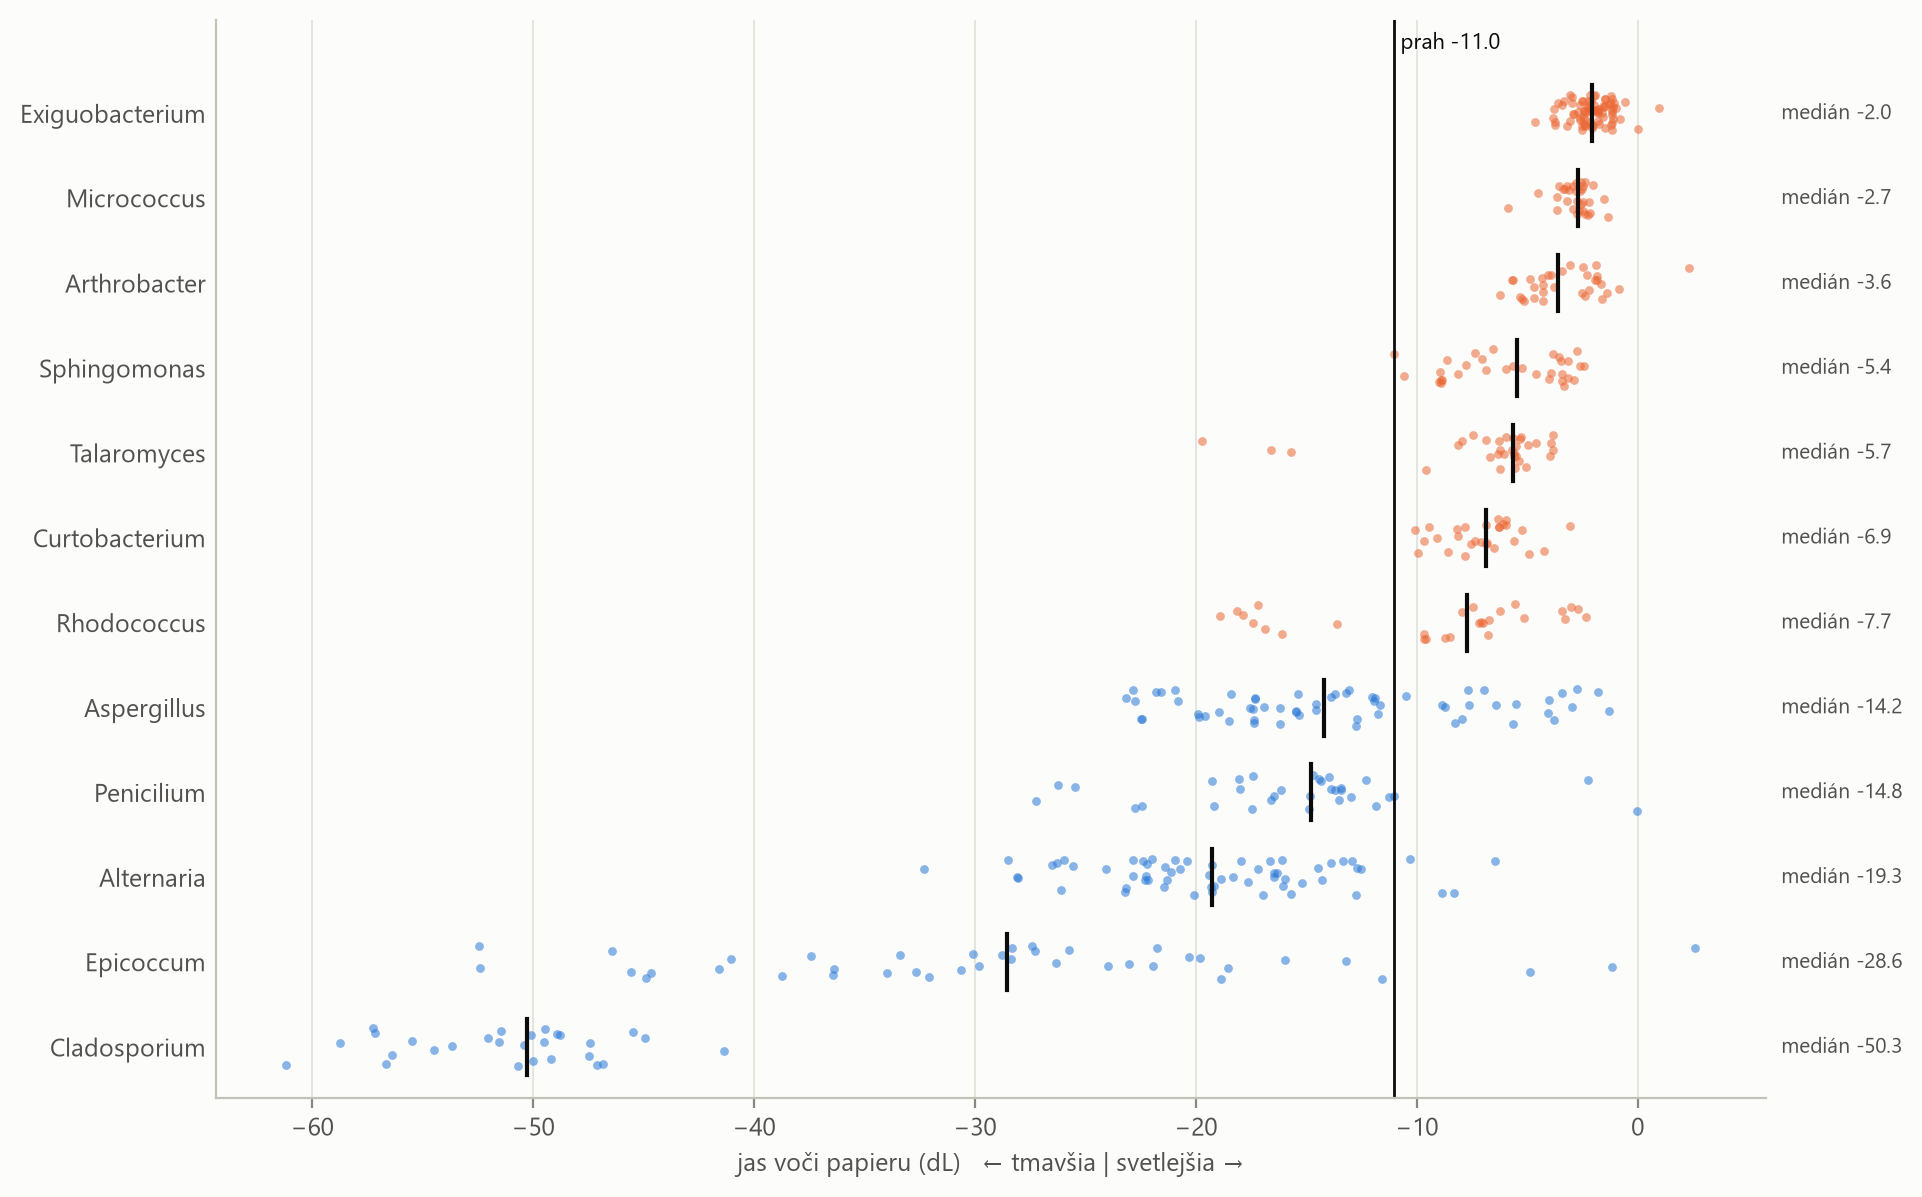 prah -11.0
Exiguobacterium medián -2.0
Micrococcus medián -2.7
Arthrobacter medián -3.6
Sphingomonas medián -5.4
Talaromyces medián -5.7
Curtobacterium medián -6.9
Rhodococcus medián -7.7
Aspergillus medián -14.2
Penicilium medián -14.8
Alternaria medián -19.3
Epicoccum medián -28.6
Cladosporium medián -50.3
−60 −50 −40 −30 −20 −10 0
jas voči papieru (dL) ← tmavšia | svetlejšia →